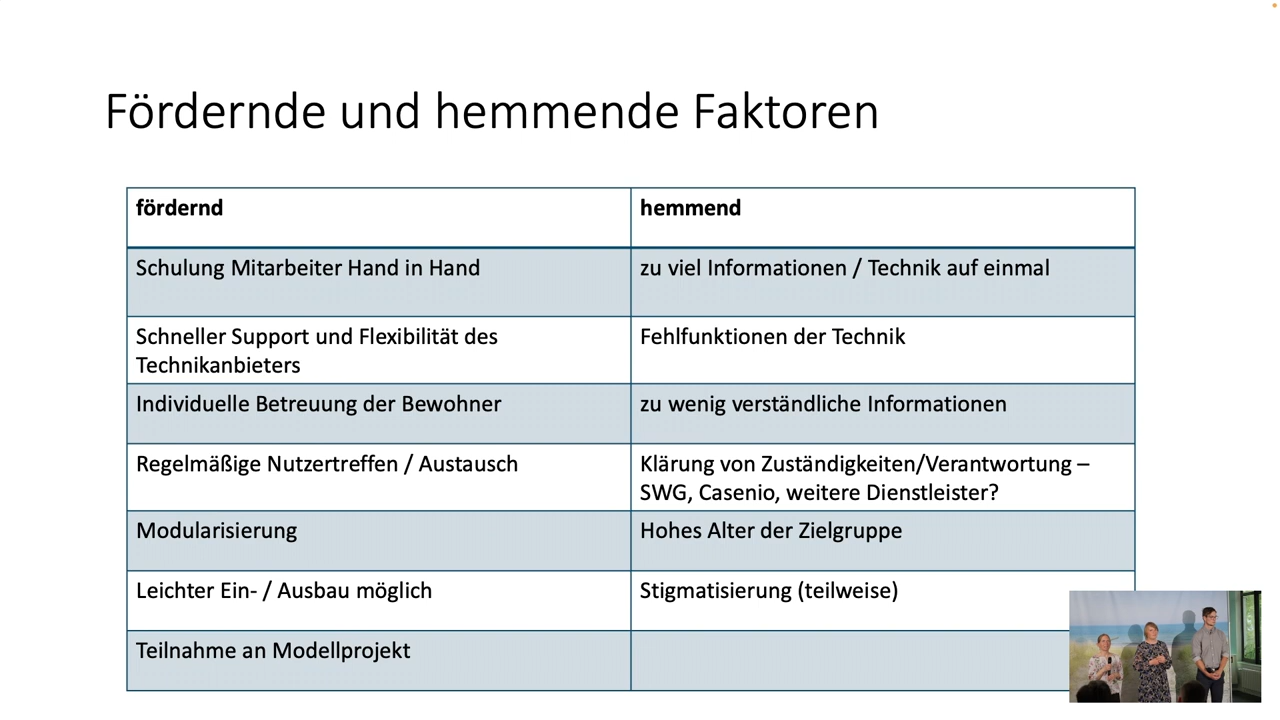 Fördernde und hemmende Faktoren
fördernd
hemmend
Schulung Mitarbeiter Hand in Hand
zu viel Informationen / Technik auf einmal
Schneller Support und Flexibilität des
Technikanbieters
Fehlfunktionen der Technik
Individuelle Betreuung der Bewohner
zu wenig verständliche Informationen
Regelmäßige Nutzertreffen / Austausch
Klärung von Zuständigkeiten/Verantwortung –
SWG, Casenio, weitere Dienstleister?
Modularisierung
Hohes Alter der Zielgruppe
Leichter Ein- / Ausbau möglich
Stigmatisierung (teilweise)
Teilnahme an Modellprojekt